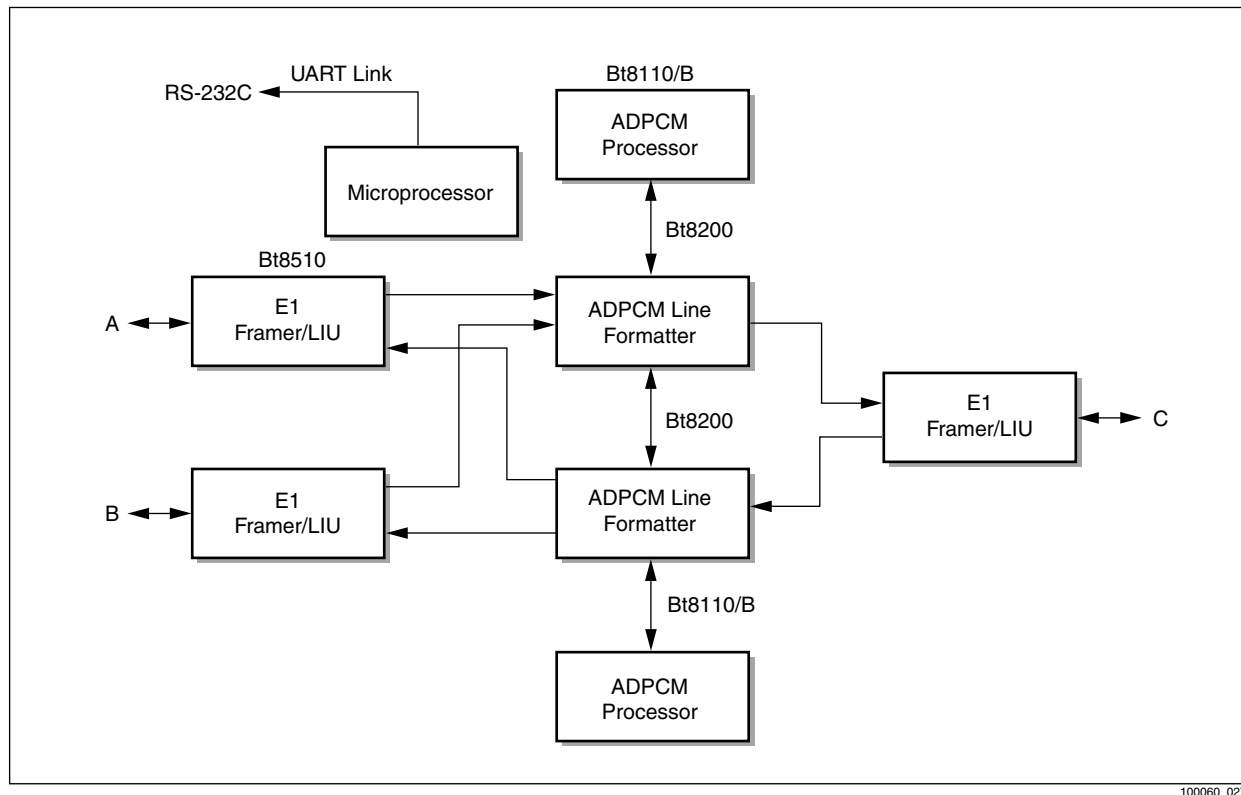 UART Link
RS-232C
Microprocessor
Bt8110/B
ADPCM
Processor
Bt8200
Bt8510
E1
Framer/LIU
A
ADPCM Line
Formatter
Bt8200
E1
Framer/LIU
C
E1
Framer/LIU
B
ADPCM Line
Formatter
Bt8110/B
ADPCM
Processor